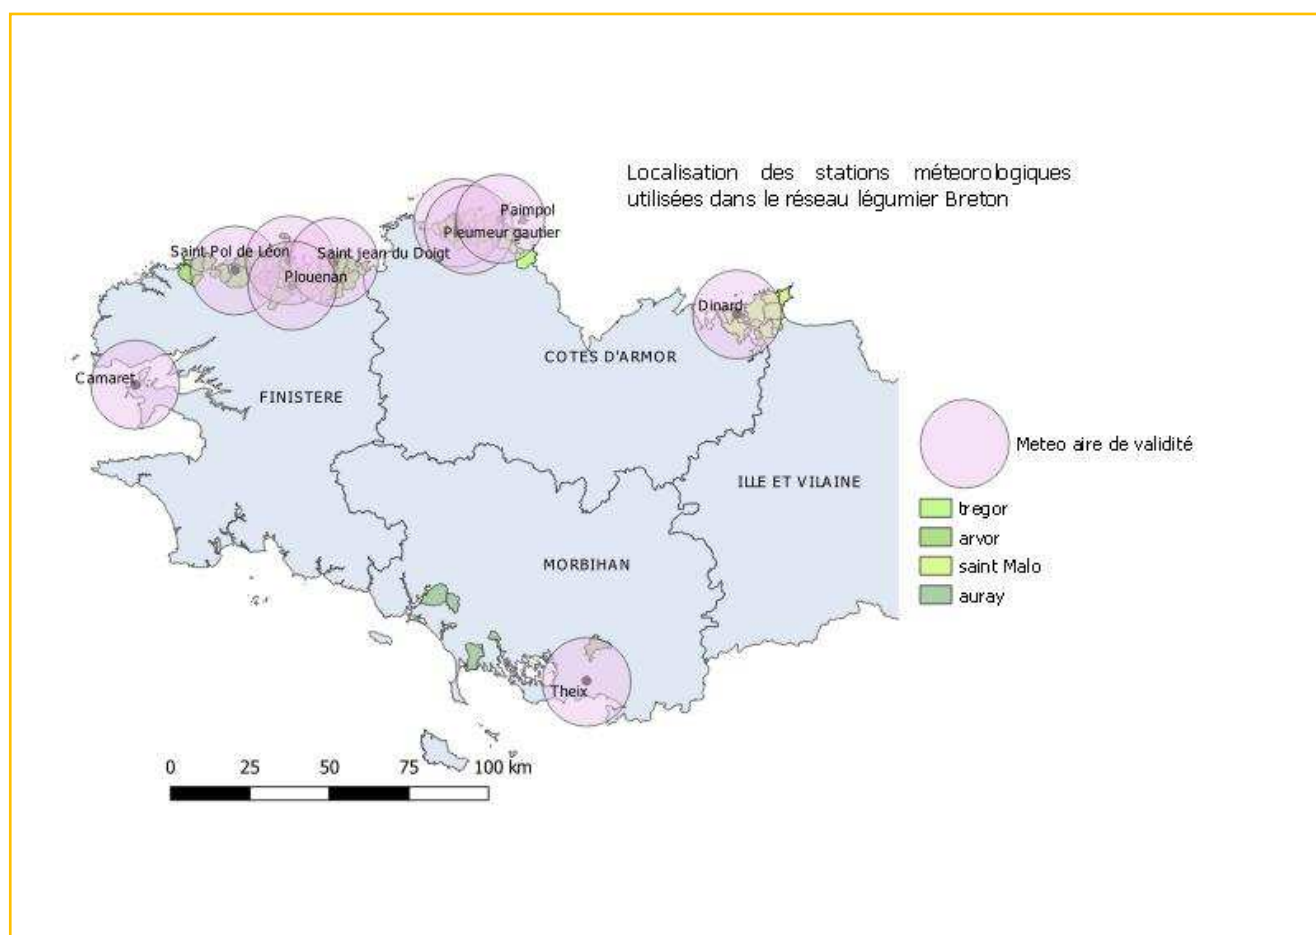 Localisation des stations méteorologiques
utilisées dans le réseau légumier Breton
Paimpol
Pleumeur gautier
Saint Pol de Léon
Saint jean du Doigt
Plouenan
Dinard
COTES D'ARMOR
Camaret
FINISTERE
Meteo aire de validité
ILLE ET VILAINE
tregor
arvor
saint Malo
auray
MORBIHAN
Theix
0 25 50 75 100 km